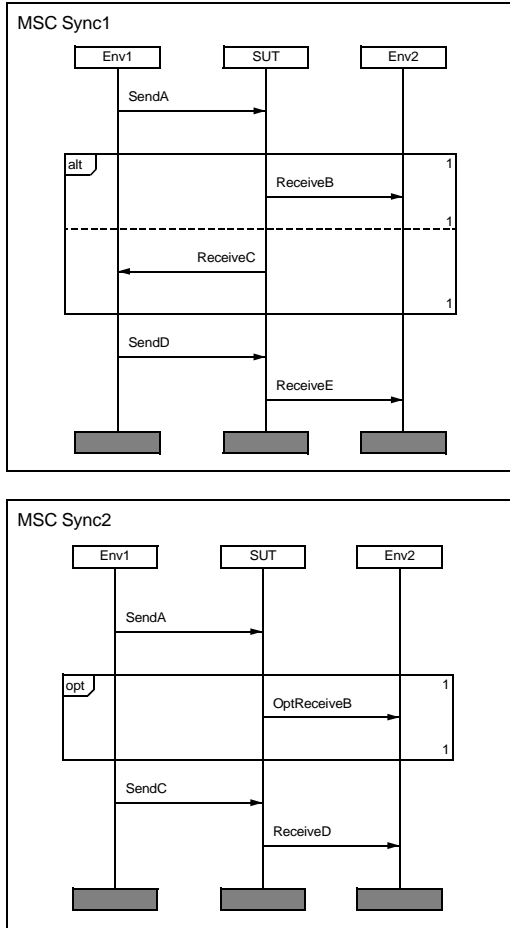 MSC Sync1
Env1 SUT Env2
SendA
alt 1
ReceiveB
1
ReceiveC
1
SendD
ReceiveE
MSC Sync2
Env1 SUT Env2
SendA
opt 1
OptReceiveB
1
SendC
ReceiveD